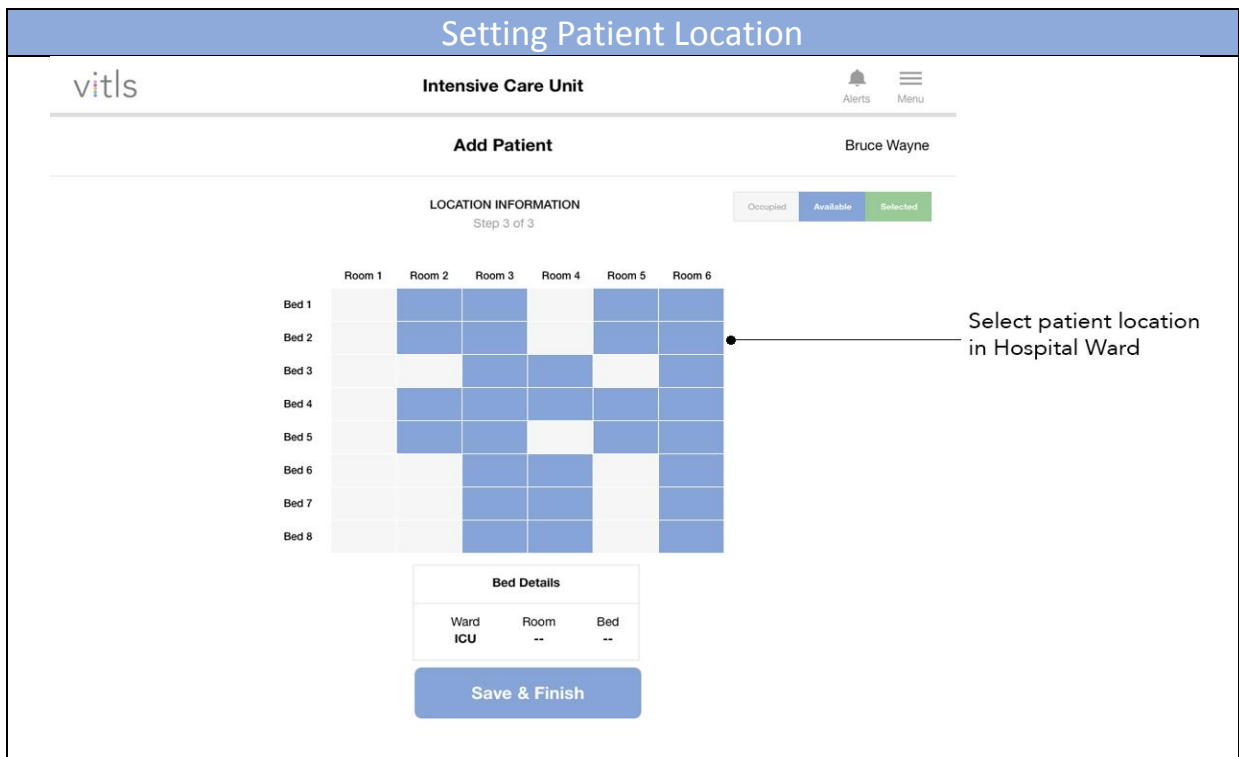 Setting Patient Location
vitls
Intensive Care Unit
Alerts
Menu
Add Patient
Bruce Wayne
LOCATION INFORMATION
Step 3 of 3
Occupied
Available
Selected
Room 1
Room 2
Room 3
Room 4
Room 5
Room 6
Bed 1
Bed 2
Bed 3
Bed 4
Bed 5
Bed 6
Bed 7
Bed 8
Select patient location
in Hospital Ward
Bed Details
Ward
Room
Bed
ICU
--
--
Save & Finish